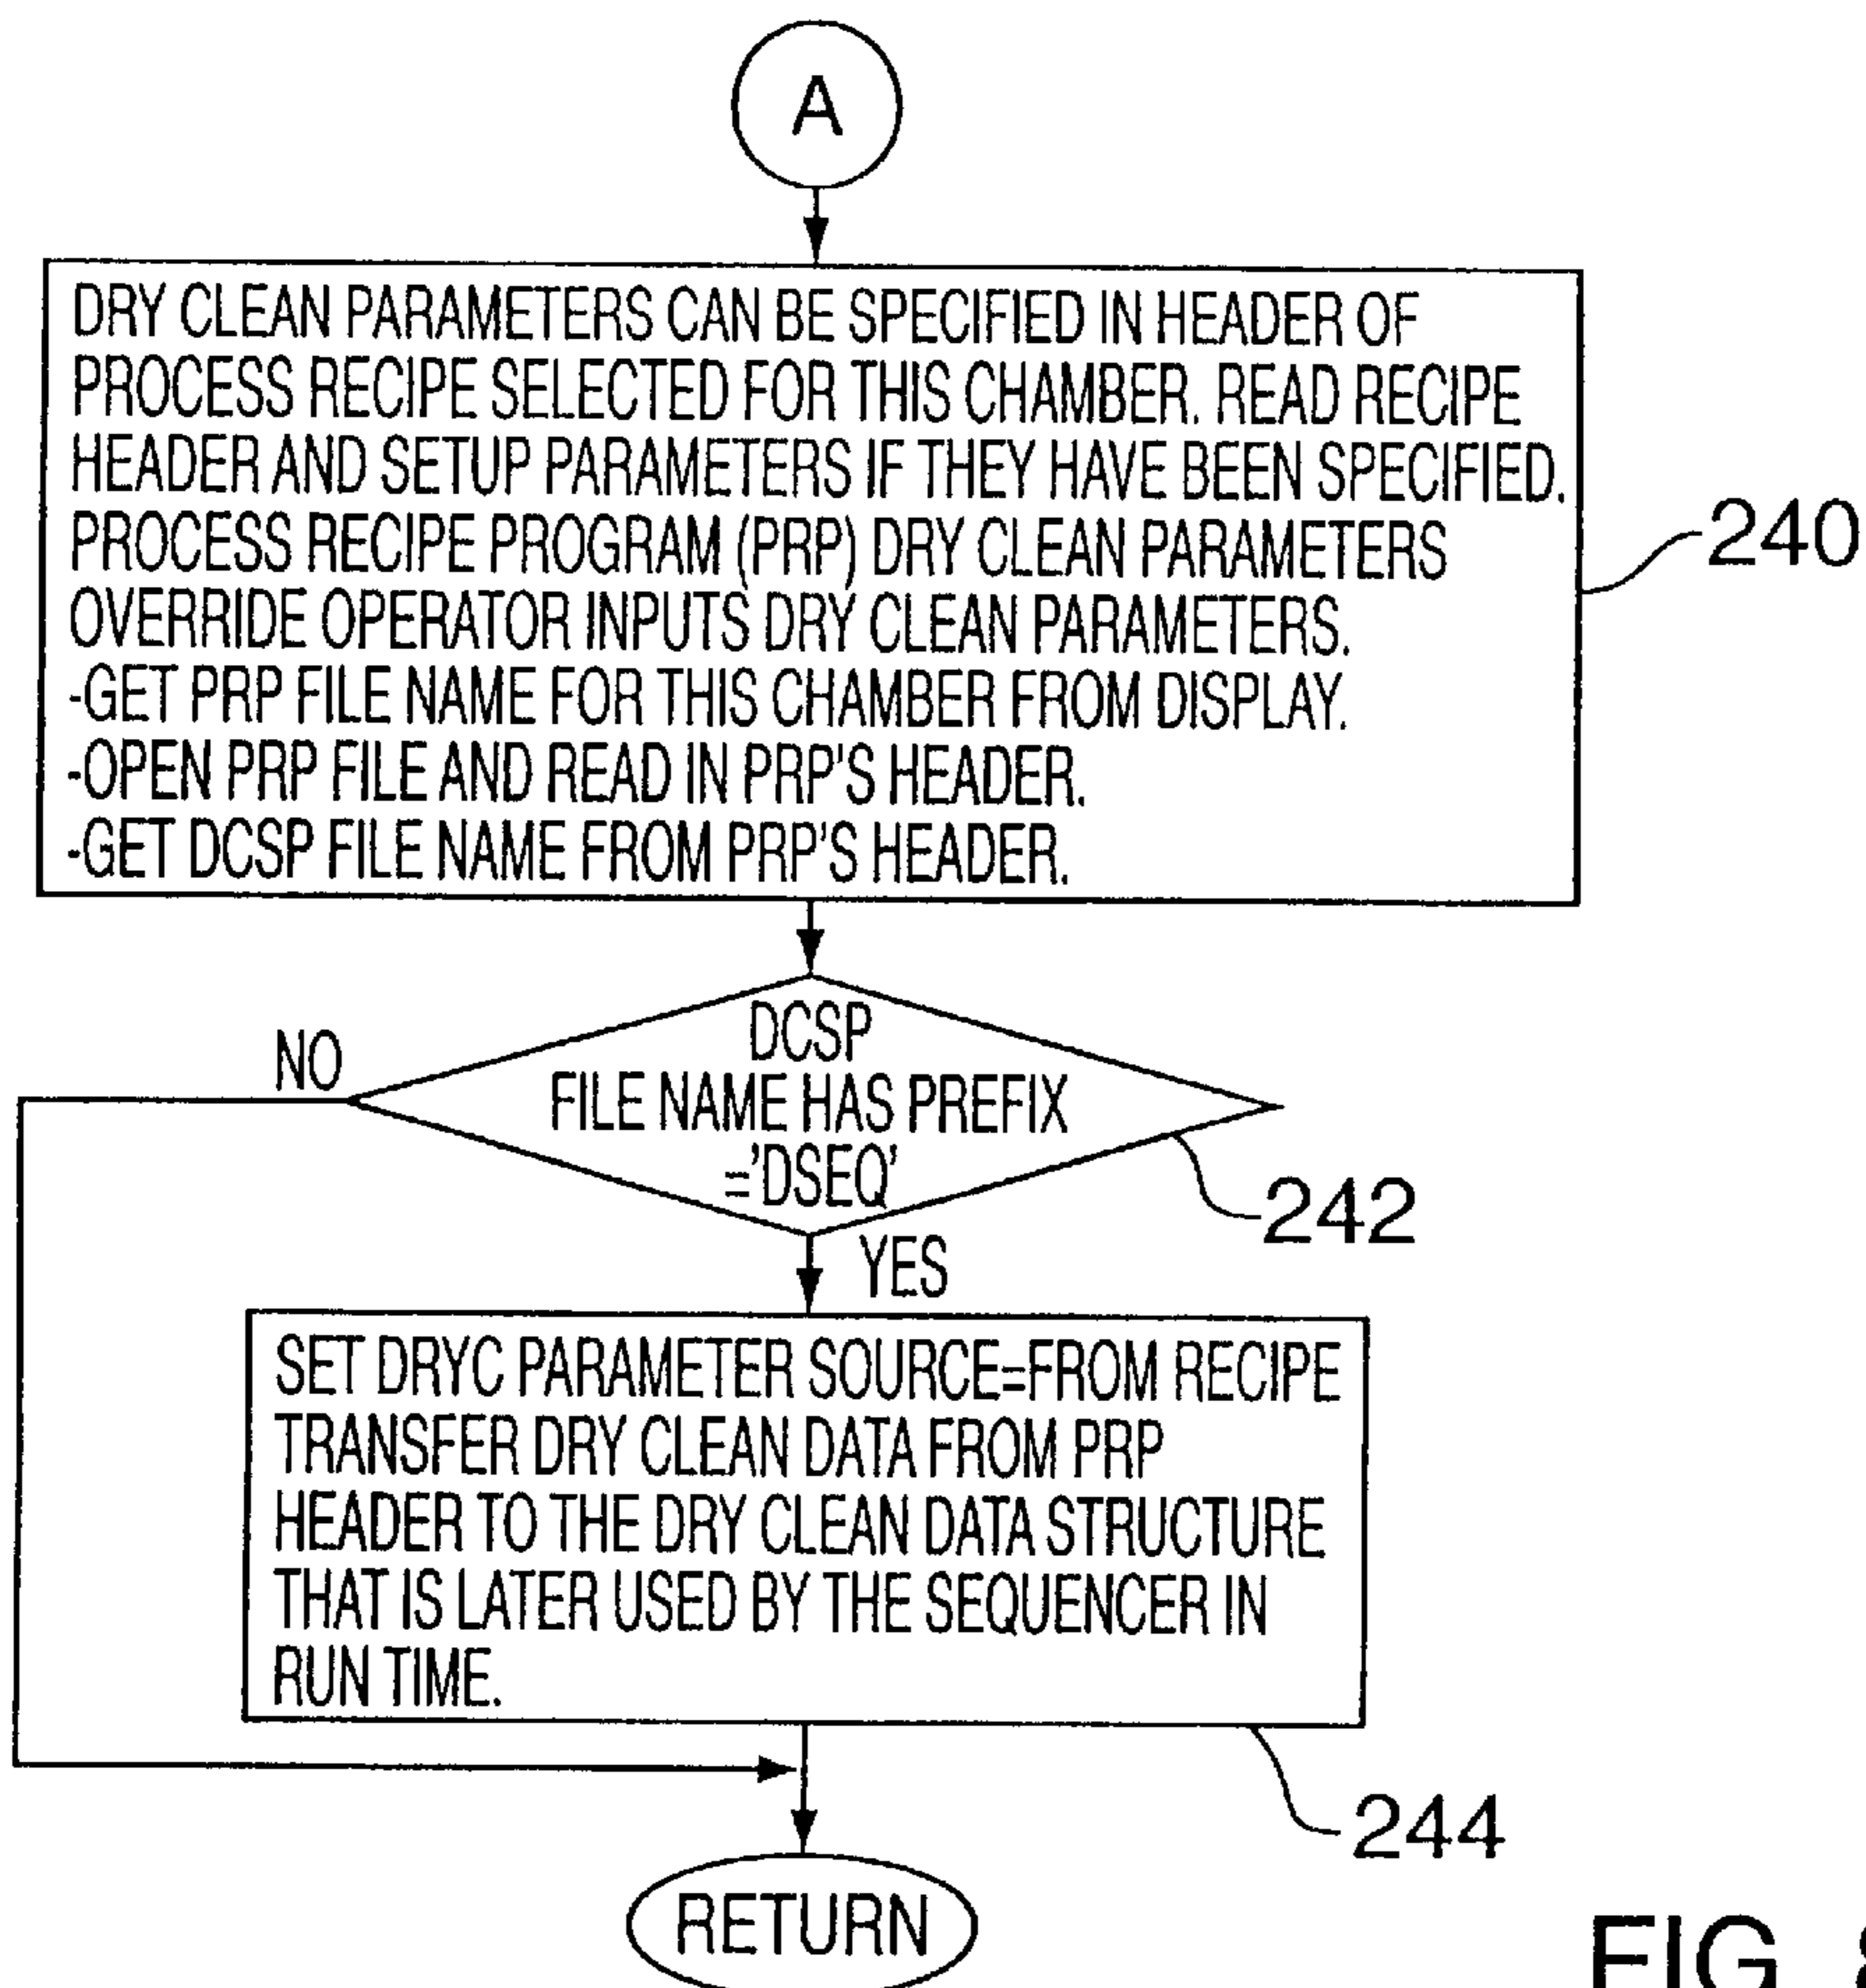 A
DRY CLEAN PARAMETERS CAN BE SPECIFIED IN HEADER OF
PROCESS RECIPE SELECTED FOR THIS CHAMBER. READ RECIPE
HEADER AND SETUP PARAMETERS IF THEY HAVE BEEN SPECIFIED.
PROCESS RECIPE PROGRAM (PRP) DRY CLEAN PARAMETERS
OVERRIDE OPERATOR INPUTS DRY CLEAN PARAMETERS.
-GET PRP FILE NAME FOR THIS CHAMBER FROM DISPLAY.
-OPEN PRP FILE AND READ IN PRP'S HEADER.
-GET DCSP FILE NAME FROM PRP'S HEADER.
240
NO
DCSP
FILE NAME HAS PREFIX
='DSEQ'
242
YES
SET DRYC PARAMETER SOURCE=FROM RECIPE
TRANSFER DRY CLEAN DATA FROM PRP
HEADER TO THE DRY CLEAN DATA STRUCTURE
THAT IS LATER USED BY THE SEQUENCER IN
RUN TIME.
244
RETURN
FIG.